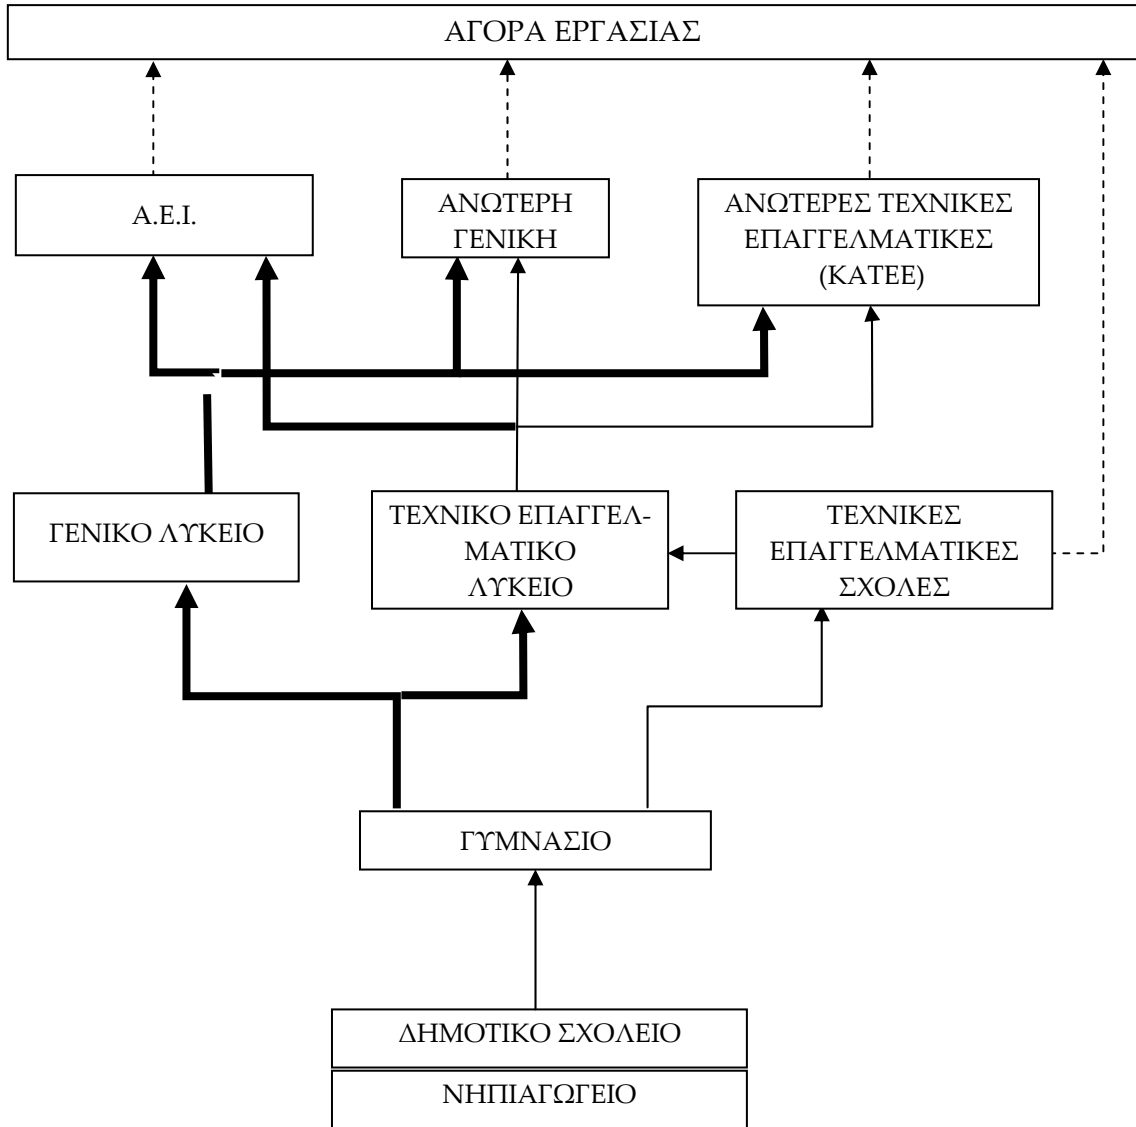 ΑΓΟΡΑ ΕΡΓΑΣΙΑΣ
Α.Ε.Ι.
ΑΝΩΤΕΡΗ
ΓΕΝΙΚΗ
ΑΝΩΤΕΡΕΣ ΤΕΧΝΙΚΕΣ
ΕΠΑΓΓΕΛΜΑΤΙΚΕΣ
(ΚΑΤΕΕ)
ΓΕΝΙΚΟ ΛΥΚΕΙΟ
ΤΕΧΝΙΚΟ ΕΠΑΓΓΕΛ-
ΜΑΤΙΚΟ
ΛΥΚΕΙΟ
ΤΕΧΝΙΚΕΣ
ΕΠΑΓΓΕΛΜΑΤΙΚΕΣ
ΣΧΟΛΕΣ
ΓΥΜΝΑΣΙΟ
ΔΗΜΟΤΙΚΟ ΣΧΟΛΕΙΟ
ΝΗΠΙΑΓΩΓΕΙΟ